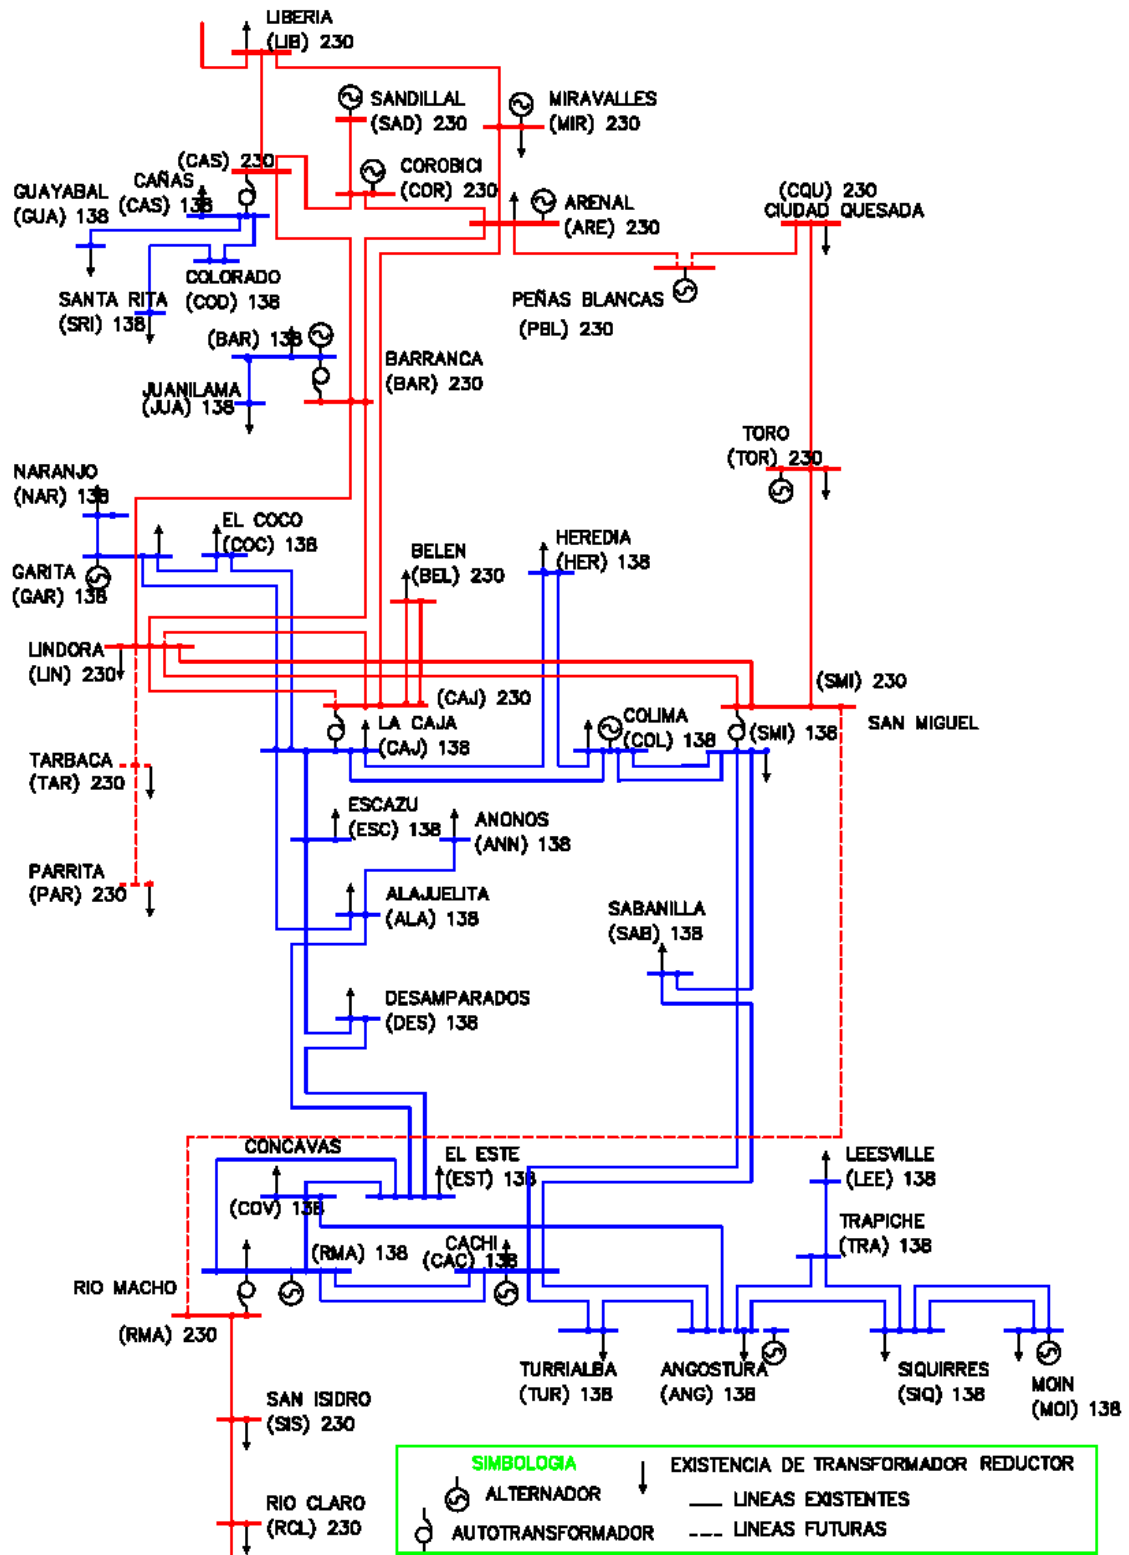 LIBERIA
(LIB) 230
SANDILLAL
(SAD) 230
MIRAVALLES
(MIR) 230
(CAS) 230
CAÑAS
(CAS) 138
COROBICI
(COR) 230
ARENAL
(ARE) 230
(CQU) 230
CIUDAD QUESADA
GUAYABAL
(GUA) 138
COLORADO
(COD) 138
SANTA RITA
(SRI) 138
PEÑAS BLANCAS
(PBL) 230
(BAR) 138
BARRANCA
(BAR) 230
JUANILAMA
(JUA) 138
TORO
(TOR) 230
NARANJO
(NAR) 138
EL COCO
(COC) 138
BELEN
(BEL) 230
HEREDIA
(HER) 138
GARITA
(GAR) 138
LINDORA
(LIN) 230
(CAJ) 230
LA CAJA
(CAJ) 138
COLIMA
(COL) 138
(SMI) 230
SAN MIGUEL
(SMI) 138
TARBACA
(TAR) 230
ESCAZU
(ESC) 138
ANONOS
(ANN) 138
PARRITA
(PAR) 230
ALAJUELITA
(ALA) 138
SABANILLA
(SAB) 138
DESAMPARADOS
(DES) 138
CONCAVAS
(COV) 138
EL ESTE
(EST) 138
LEESVILLE
(LEE) 138
TRAPICHE
(TRA) 138
(RMA) 138
CACHI
(CAC) 138
RIO MACHO
(RMA) 230
TURRIALBA
(TUR) 138
ANGOSTURA
(ANG) 138
SIQUIRRES
(SIQ) 138
MOIN
(MOI) 138
SAN ISIDRO
(SIS) 230
RIO CLARO
(RCL) 230
SIMBOLOGIA
ALTERNADOR
AUTOTRANSFORMADOR
EXISTENCIA DE TRANSFORMADOR REDUCTOR
LINEAS EXISTENTES
LINEAS FUTURAS